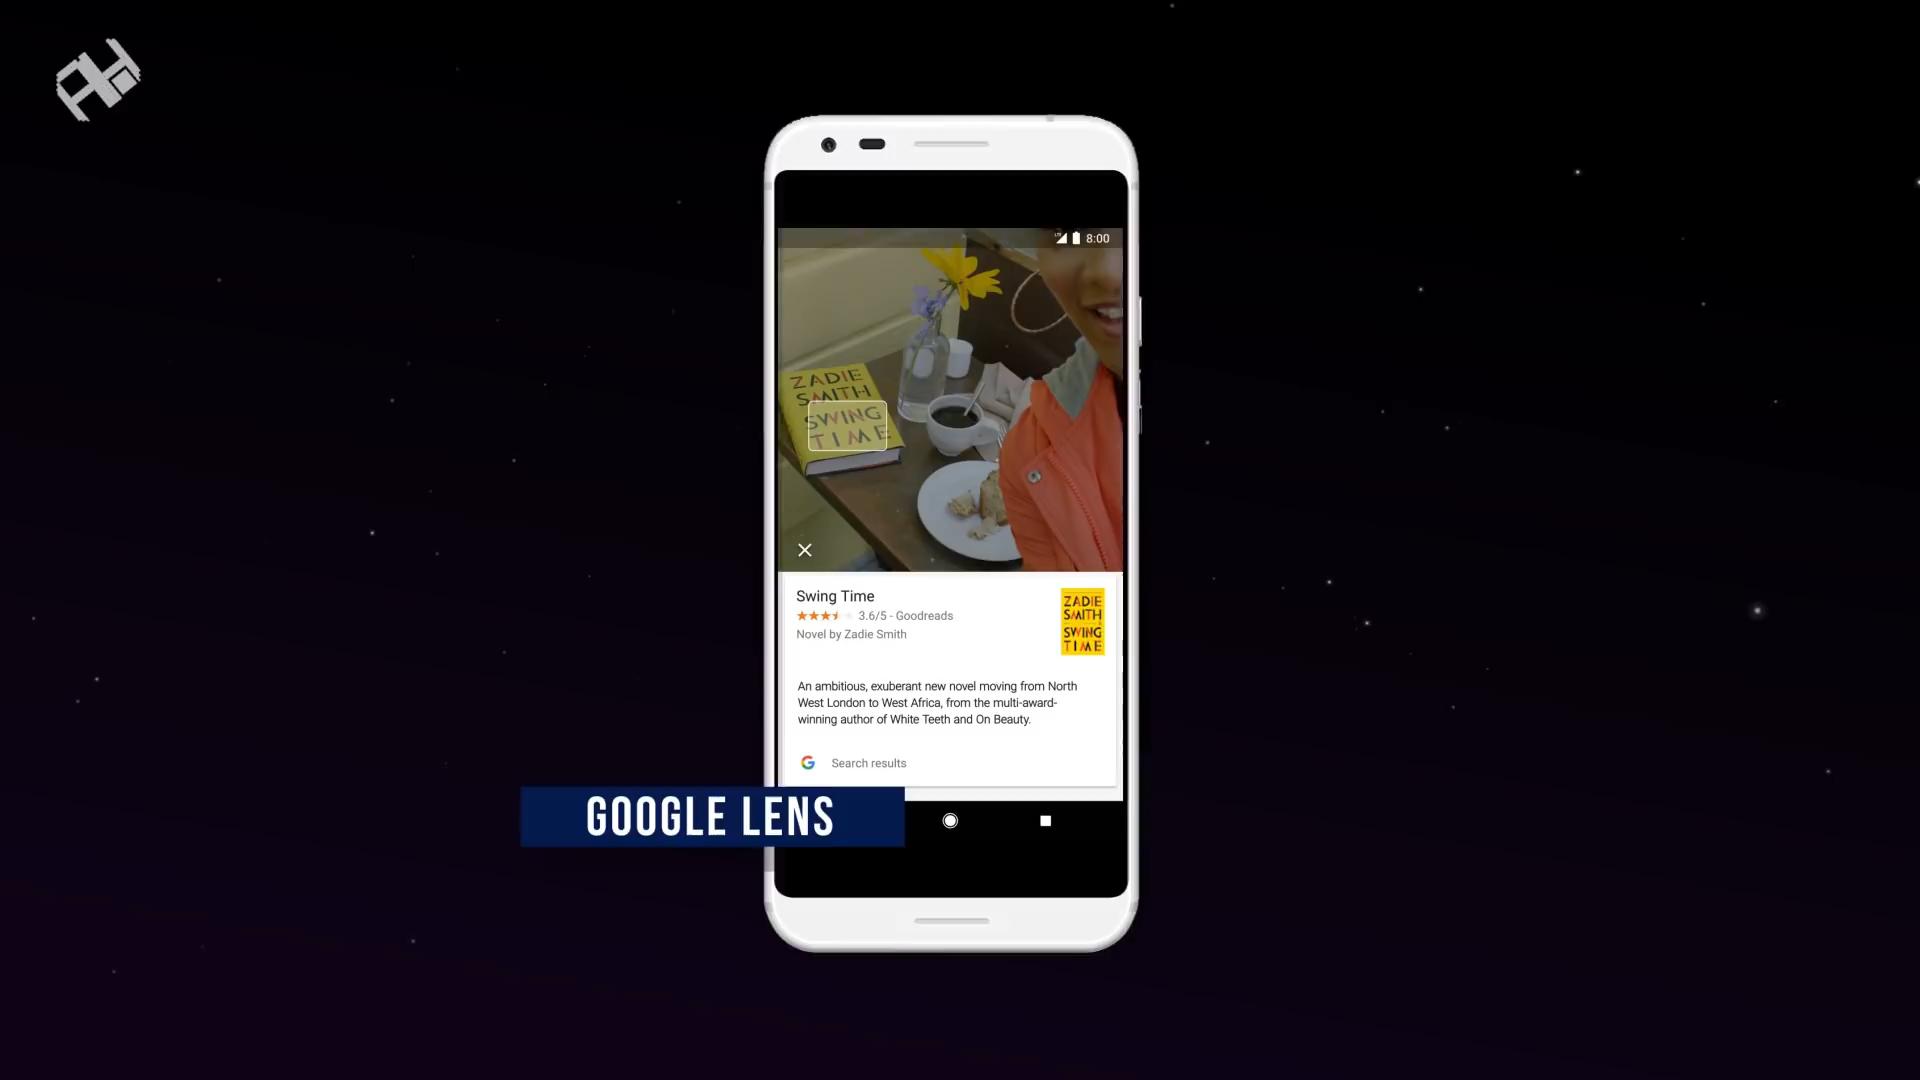 8:00
ZADIE
SMITH
SWING
TIME
Swing Time
3.6/5 - Goodreads
Novel by Zadie Smith
ZADIE
SMITH
SWING
TIME
An ambitious, exuberant new novel moving from North
West London to West Africa, from the multi-award-
winning author of White Teeth and On Beauty.
G Search results
GOOGLE LENS